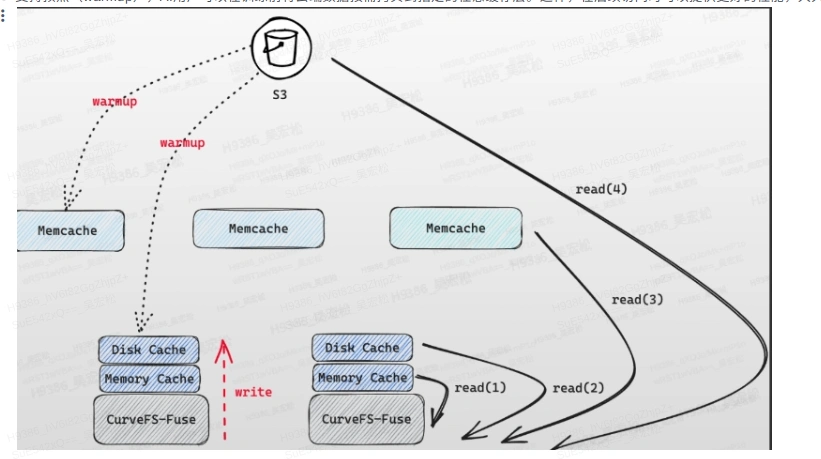 S3
warmup
warmup
read(4)
Memcache
Memcache
Memcache
read(3)
Disk Cache
Memory Cache
CurveFS-Fuse
write
Disk Cache
Memory Cache
CurveFS-Fuse
read(1)
read(2)